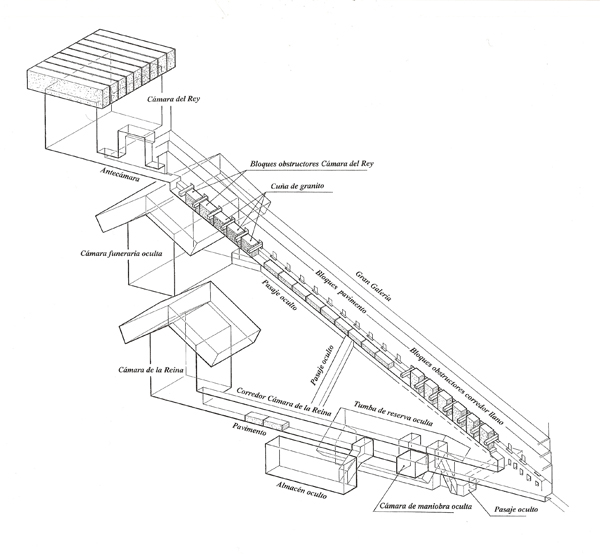 Cámara del Rey
Bloques obstructores Cámara del Rey
Antecámara
Cuña de granito
Cámara funeraria oculta
Gran Galería
Bloques pavimento
Pasaje oculto
Bloques obstructores corredor llano
Pasaje oculto
Cámara de la Reina
Corredor Cámara de la Reina
Tumba de reserva oculta
Pavimento
Almacén oculto
Cámara de maniobra oculta
Pasaje oculto